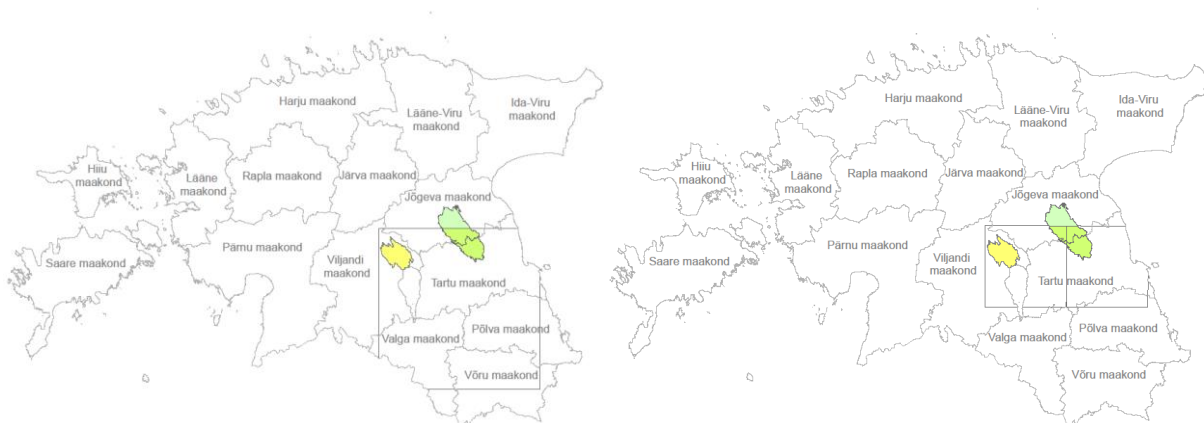 Harju maakond
Lääne-Viru
maakond
Ida-Viru
maakond
Hiiu
maakond
Lääne
maakond
Rapla maakond
Järva maakond
Jõgeva maakond
Saare maakond
Pärnu maakond
Viljandi
maakond
Tartu maakond
Valga maakond
Põlva maakond
Võru maakond
Harju maakond
Lääne-Viru
maakond
Ida-Viru
maakond
Hiiu
maakond
Lääne
maakond
Rapla maakond
Järva maakond
Jõgeva maakond
Saare maakond
Pärnu maakond
Viljandi
maakond
Tartu maakond
Valga maakond
Põlva maakond
Võru maakond